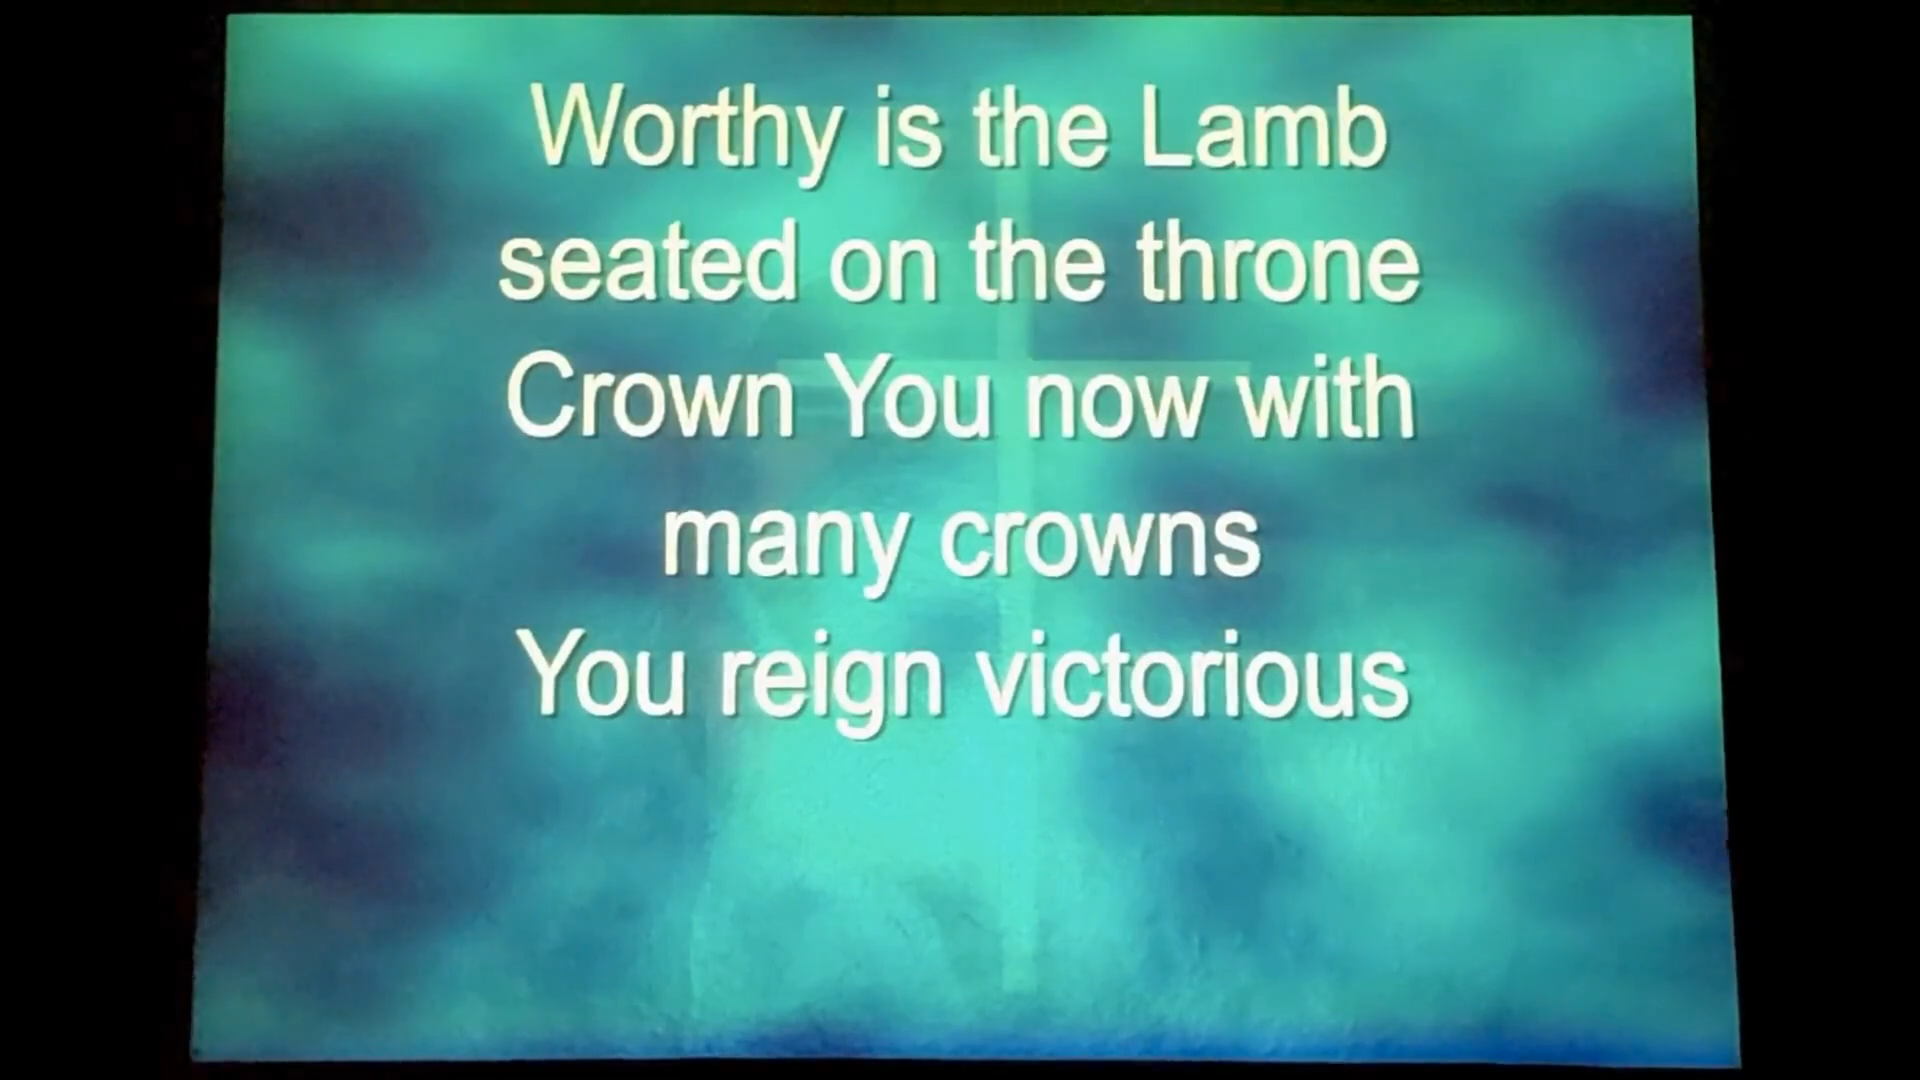 Worthy is the Lamb
seated on the throne
Crown You now with
many crowns
You reign victorious